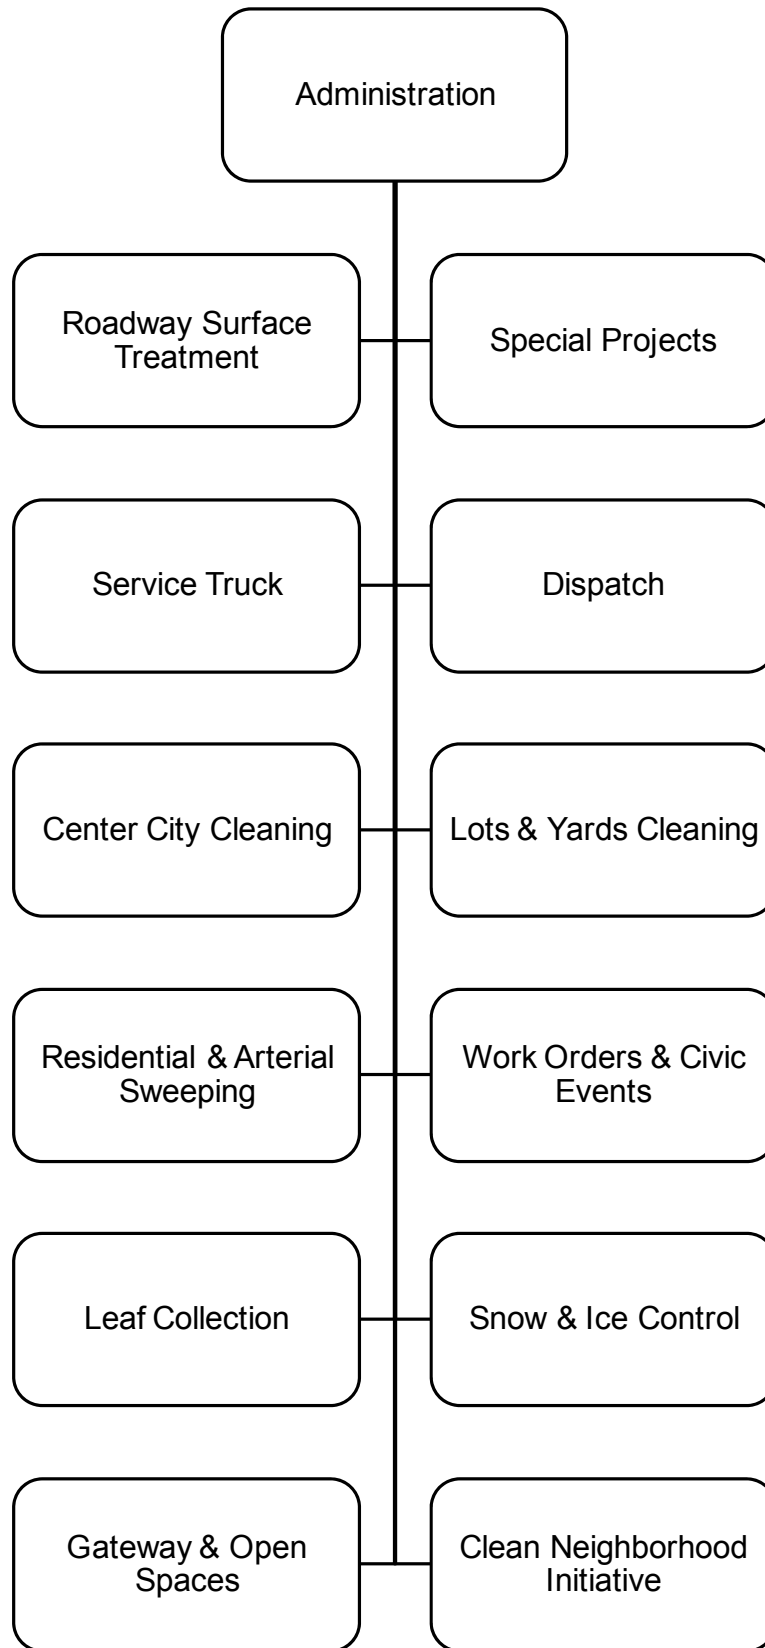 Administration
Roadway Surface
Treatment
Special Projects
Service Truck
Dispatch
Center City Cleaning
Lots & Yards Cleaning
Residential & Arterial
Sweeping
Work Orders & Civic
Events
Leaf Collection
Snow & Ice Control
Gateway & Open
Spaces
Clean Neighborhood
Initiative